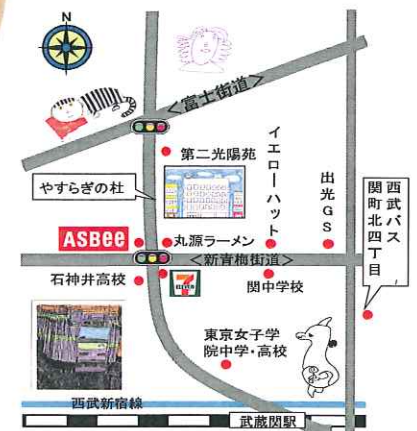 N
＜富士街道＞
第二光陽苑
イエローハット
出光GS
西武バス
関町北四丁目
やすらぎの杜
ASBee
丸源ラーメン
＜新青梅街道＞
石神井高校
7
ELEVEN
関中学校
東京女子学
院中学・高校
西武新宿線
武蔵関駅